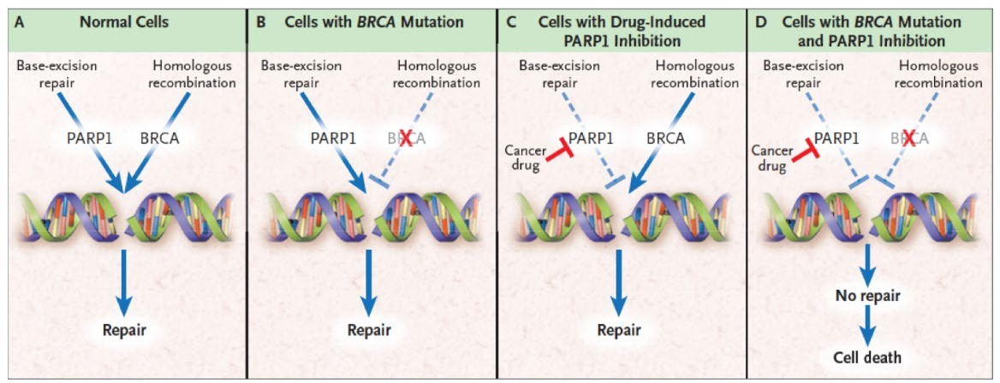 A
Normal Cells
Base-excision
repair
Homologous
recombination
PARP1
BRCA
Repair
B
Cells with BRCA Mutation
Base-excision
repair
Homologous
recombination
PARP1
BRCA
Repair
C
Cells with Drug-Induced
PARP1 Inhibition
Base-excision
repair
Homologous
recombination
PARP1
BRCA
Cancer
drug
Repair
D
Cells with BRCA Mutation
and PARP1 Inhibition
Base-excision
repair
Homologous
recombination
PARP1
BRCA
Cancer
drug
No repair
Cell death